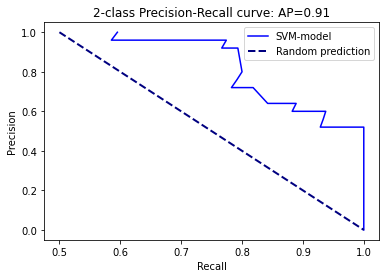 2-class Precision-Recall curve: AP=0.91
SVM-model
Random prediction
Precision
1.0
0.8
0.6
0.4
0.2
0.0
0.5
0.6
0.7
0.8
0.9
1.0
Recall